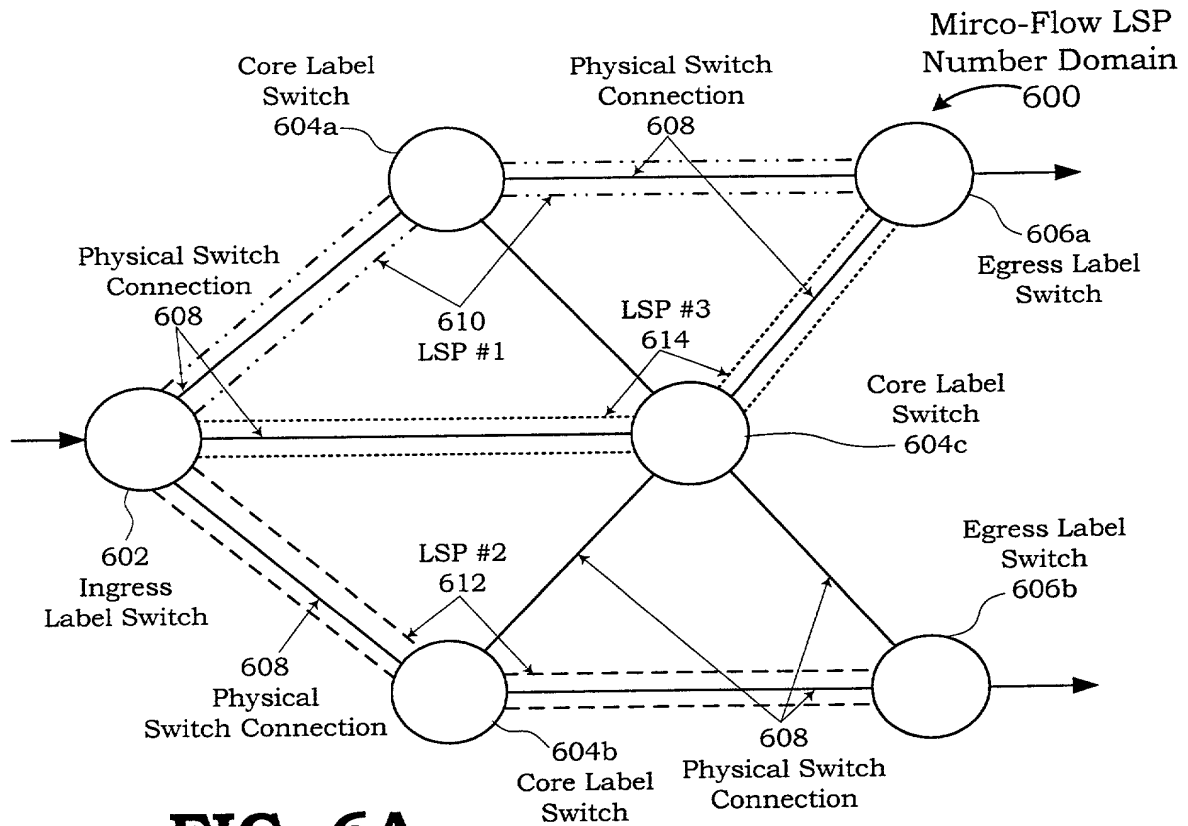 Mirco-Flow LSP
Number Domain
600
Core Label
Switch
604a
Physical Switch
Connection
608
606a
Egress Label
Switch
Physical Switch
Connection
608
610
LSP #1
LSP #3
614
Core Label
Switch
604c
602
Ingress
Label Switch
LSP #2
612
Egress Label
Switch
606b
608
Physical
Switch Connection
604b
Core Label
Switch
608
Physical Switch
Connection
FIG. 6A